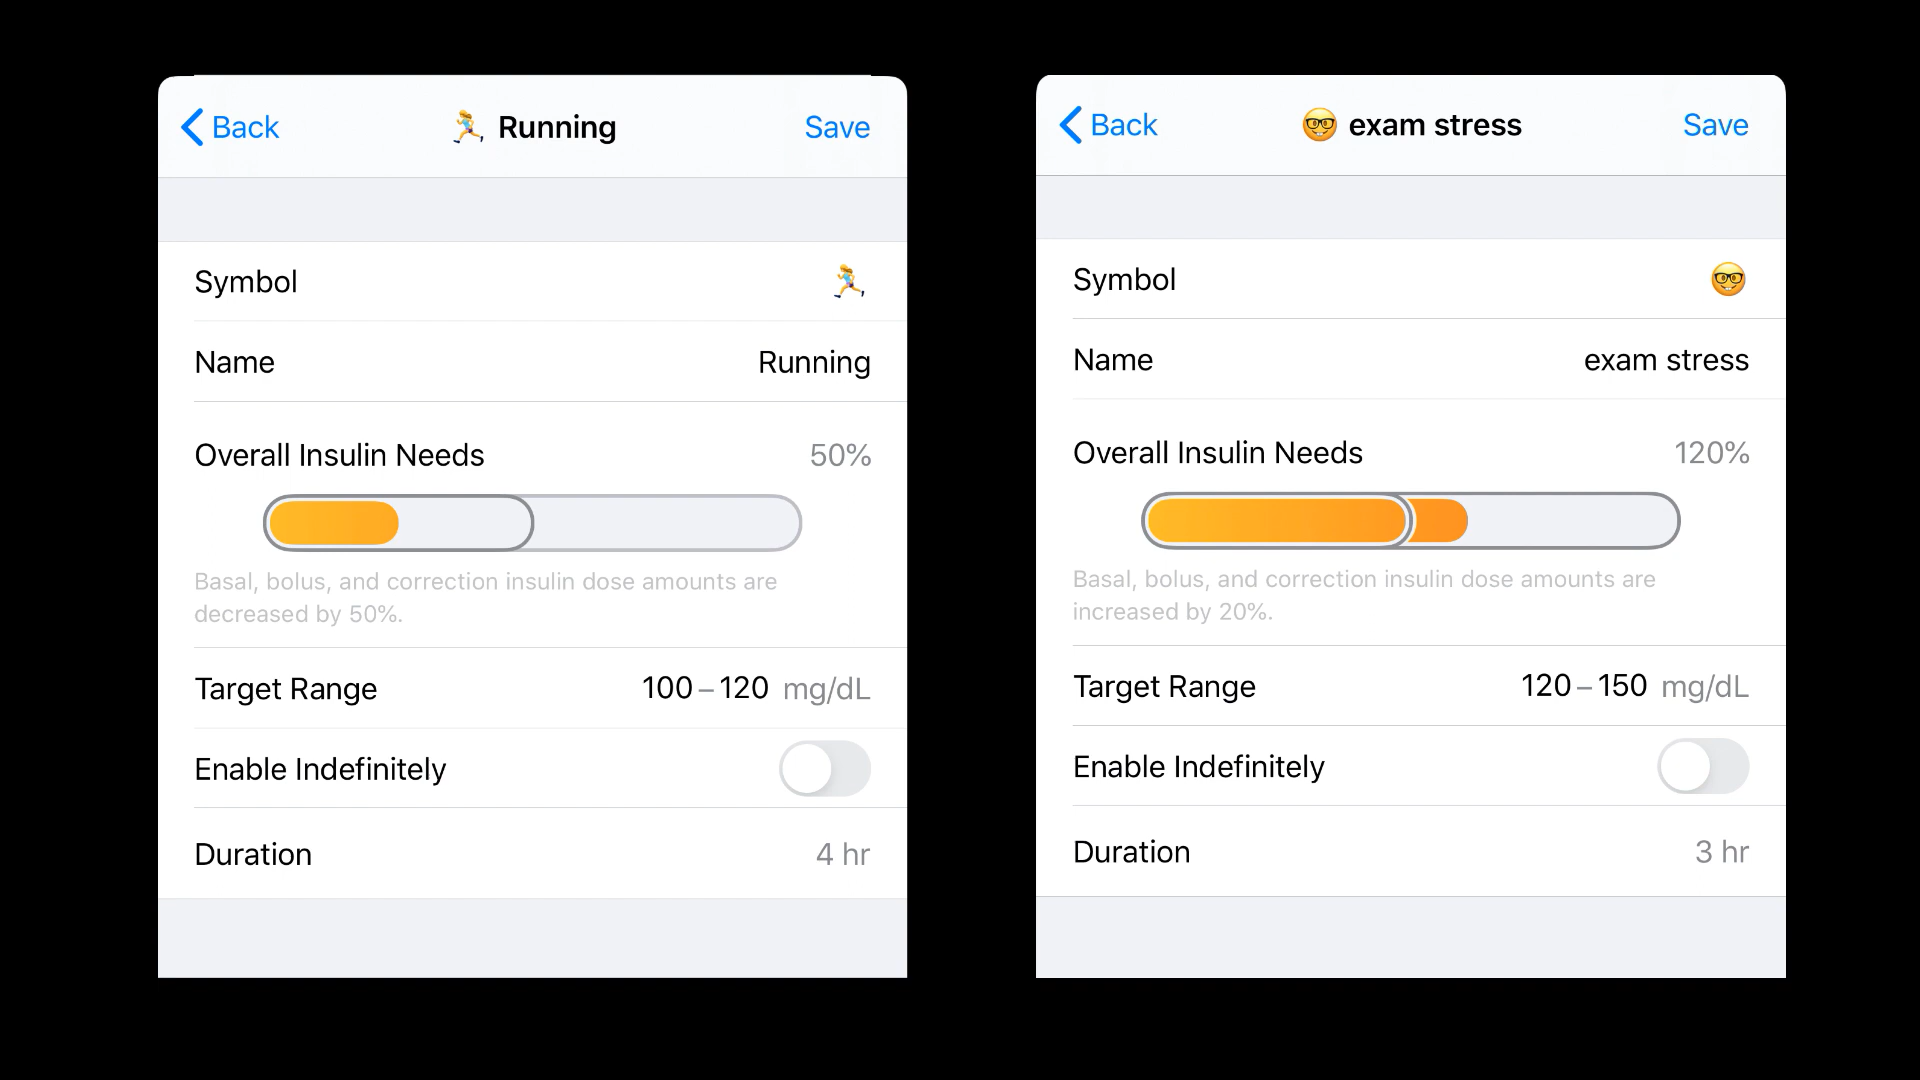 Back
Running
Save
Symbol
Name
Running
Overall Insulin Needs
50%
Basal, bolus, and correction insulin dose amounts are
decreased by 50%.
Target Range
100 – 120 mg/dL
Enable Indefinitely
Duration
4 hr
Back
exam stress
Save
Symbol
Name
exam stress
Overall Insulin Needs
120%
Basal, bolus, and correction insulin dose amounts are
increased by 20%.
Target Range
120 – 150 mg/dL
Enable Indefinitely
Duration
3 hr